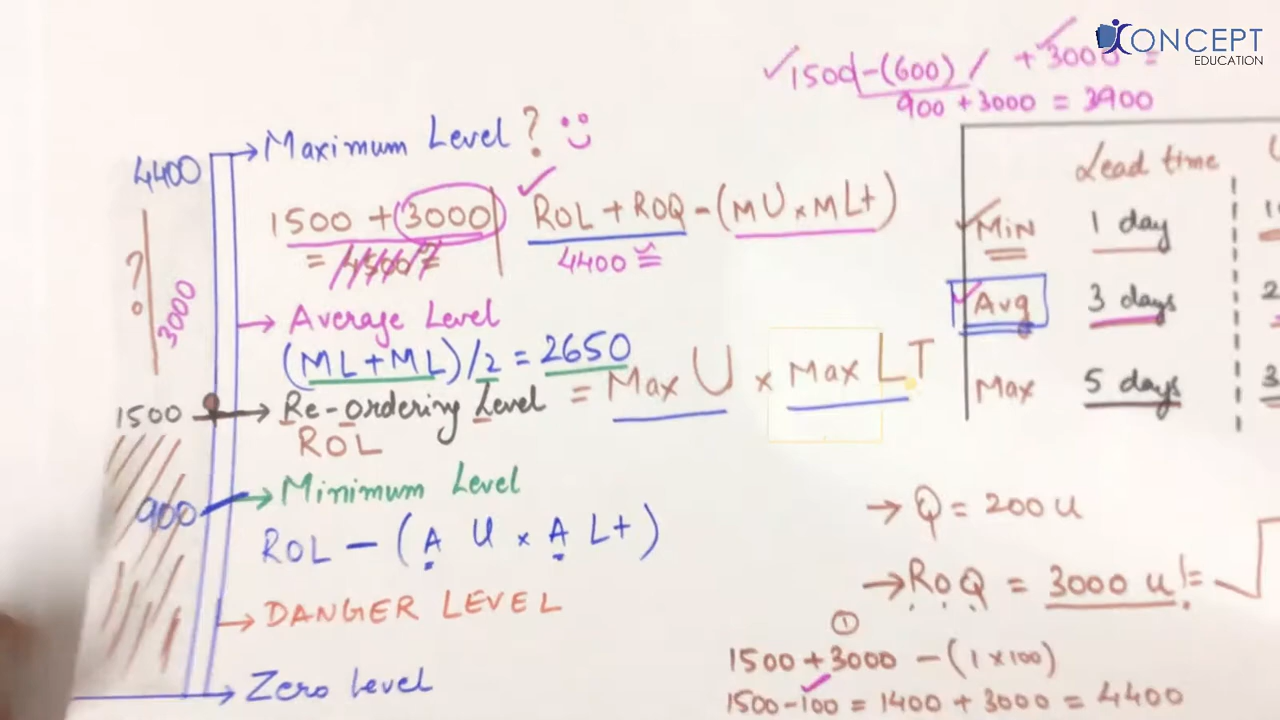 CONCEPT
EDUCATION
1500-(600) / + 3000 =
900 + 3000 = 3900
4400 → Maximum Level ?
1500 + 3000 | ROL + ROQ - (MU × MLt)
= 4500 ? = 4400
? 3000
→ Average Level
(ML+ML)/2 = 2650
1500 → Re-ordering Level = Max U × Max LT
ROL
900 → Minimum Level
ROL - (A U × A Lt)
→ DANGER LEVEL
→ Zero level
Lead time
Min 1 day
Avg 3 days
Max 5 days
→ Q = 200 u
→ ROQ = 3000 u! = √
①
1500 + 3000 - (1 x 100)
1500-100 = 1400 + 3000 = 4400